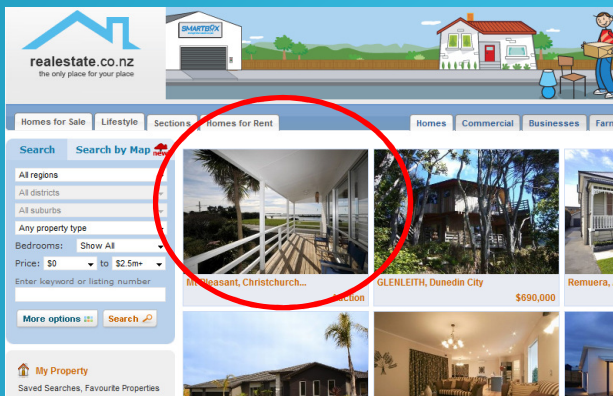 SMARTBOX
realestate.co.nz
the only place for your place
Homes for Sale
Lifestyle
Sections
Homes for Rent
Homes
Commercial
Businesses
Search
Search by Map
new
All regions
All districts
All suburbs
Any property type
Bedrooms: Show All
Price: $0 to $2.5m+
Enter keyword or listing number
More options
Search
Mt Pleasant, Christchurch...
Auction
GLENLEITH, Dunedin City
$690,000
Remuera,
My Property
Saved Searches, Favourite Properties